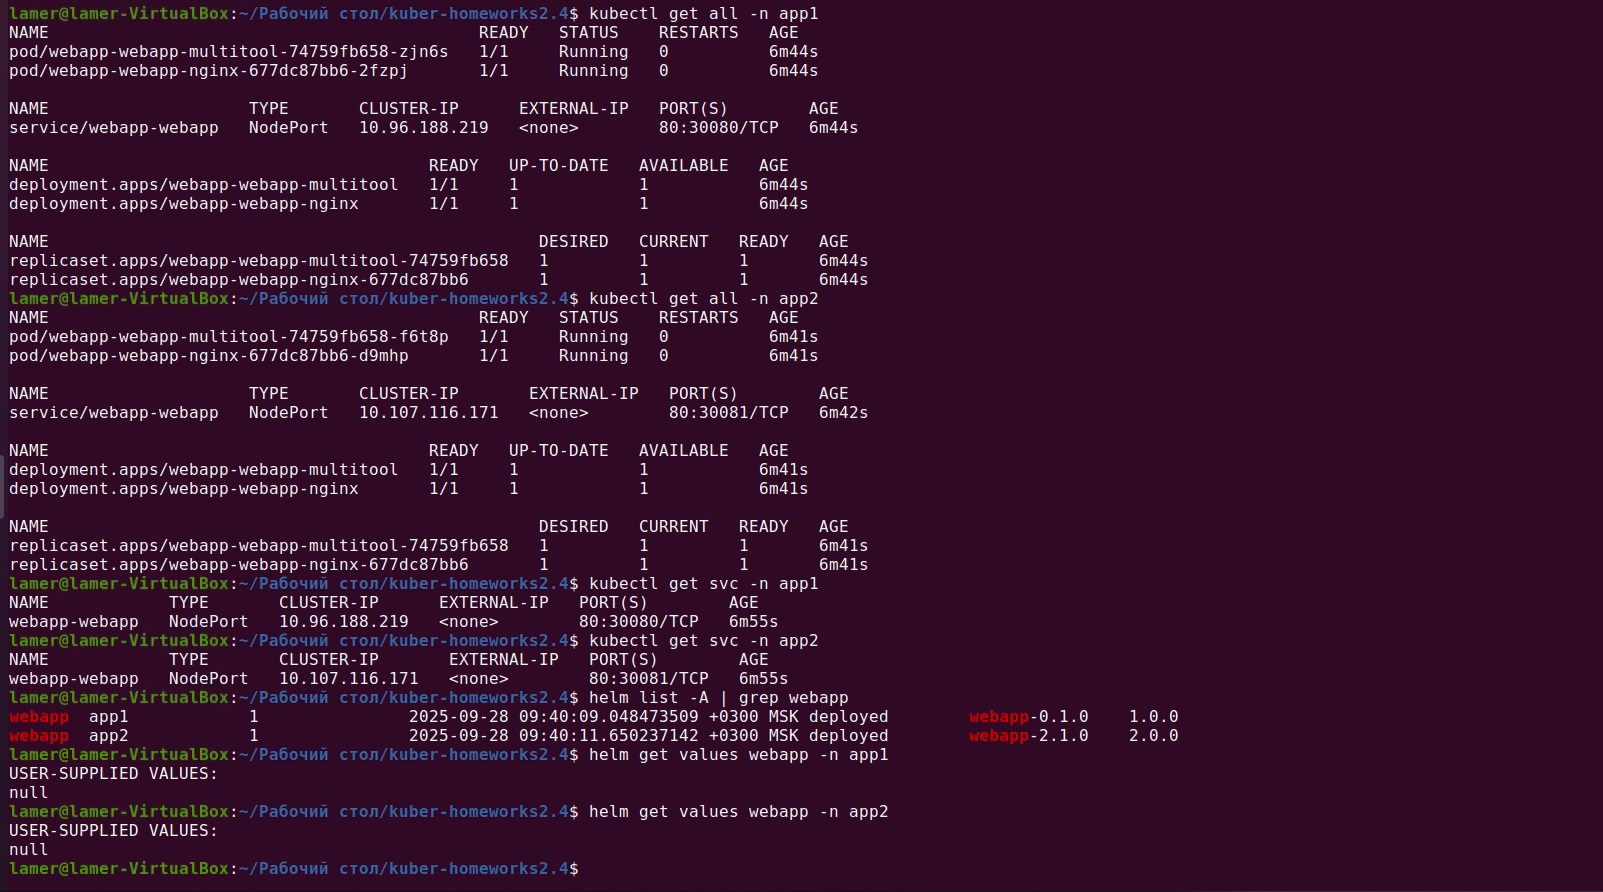 lamer@lamer-VirtualBox:~/Рабочий стол/kuber-homeworks2.4$ kubectl get all -n app1
NAME                                           READY   STATUS    RESTARTS   AGE
pod/webapp-webapp-multitool-74759fb658-zjn6s   1/1     Running   0          6m44s
pod/webapp-webapp-nginx-677dc87bb6-2fzpj       1/1     Running   0          6m44s

NAME                    TYPE       CLUSTER-IP      EXTERNAL-IP   PORT(S)        AGE
service/webapp-webapp   NodePort   10.96.188.219   <none>        80:30080/TCP   6m44s

NAME                                      READY   UP-TO-DATE   AVAILABLE   AGE
deployment.apps/webapp-webapp-multitool   1/1     1            1           6m44s
deployment.apps/webapp-webapp-nginx       1/1     1            1           6m44s

NAME                                                 DESIRED   CURRENT   READY   AGE
replicaset.apps/webapp-webapp-multitool-74759fb658   1         1         1       6m44s
replicaset.apps/webapp-webapp-nginx-677dc87bb6       1         1         1       6m44s
lamer@lamer-VirtualBox:~/Рабочий стол/kuber-homeworks2.4$ kubectl get all -n app2
NAME                                           READY   STATUS    RESTARTS   AGE
pod/webapp-webapp-multitool-74759fb658-f6t8p   1/1     Running   0          6m41s
pod/webapp-webapp-nginx-677dc87bb6-d9mhp       1/1     Running   0          6m41s

NAME                    TYPE       CLUSTER-IP       EXTERNAL-IP   PORT(S)        AGE
service/webapp-webapp   NodePort   10.107.116.171   <none>        80:30081/TCP   6m42s

NAME                                      READY   UP-TO-DATE   AVAILABLE   AGE
deployment.apps/webapp-webapp-multitool   1/1     1            1           6m41s
deployment.apps/webapp-webapp-nginx       1/1     1            1           6m41s

NAME                                                 DESIRED   CURRENT   READY   AGE
replicaset.apps/webapp-webapp-multitool-74759fb658   1         1         1       6m41s
replicaset.apps/webapp-webapp-nginx-677dc87bb6       1         1         1       6m41s
lamer@lamer-VirtualBox:~/Рабочий стол/kuber-homeworks2.4$ kubectl get svc -n app1
NAME            TYPE       CLUSTER-IP      EXTERNAL-IP   PORT(S)        AGE
webapp-webapp   NodePort   10.96.188.219   <none>        80:30080/TCP   6m55s
lamer@lamer-VirtualBox:~/Рабочий стол/kuber-homeworks2.4$ kubectl get svc -n app2
NAME            TYPE       CLUSTER-IP       EXTERNAL-IP   PORT(S)        AGE
webapp-webapp   NodePort   10.107.116.171   <none>        80:30081/TCP   6m55s
lamer@lamer-VirtualBox:~/Рабочий стол/kuber-homeworks2.4$ helm list -A | grep webapp
webapp  app1            1               2025-09-28 09:40:09.048473509 +0300 MSK deployed        webapp-0.1.0    1.0.0
webapp  app2            1               2025-09-28 09:40:11.650237142 +0300 MSK deployed        webapp-2.1.0    2.0.0
lamer@lamer-VirtualBox:~/Рабочий стол/kuber-homeworks2.4$ helm get values webapp -n app1
USER-SUPPLIED VALUES:
null
lamer@lamer-VirtualBox:~/Рабочий стол/kuber-homeworks2.4$ helm get values webapp -n app2
USER-SUPPLIED VALUES:
null
lamer@lamer-VirtualBox:~/Рабочий стол/kuber-homeworks2.4$